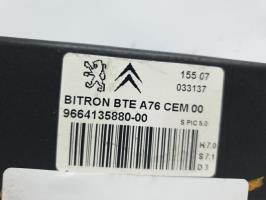 155 07
033137
BITRON BTE A76 CEM 00
9664135880-00
S PIC 5.0
H:7.0
S 7.1
D 3